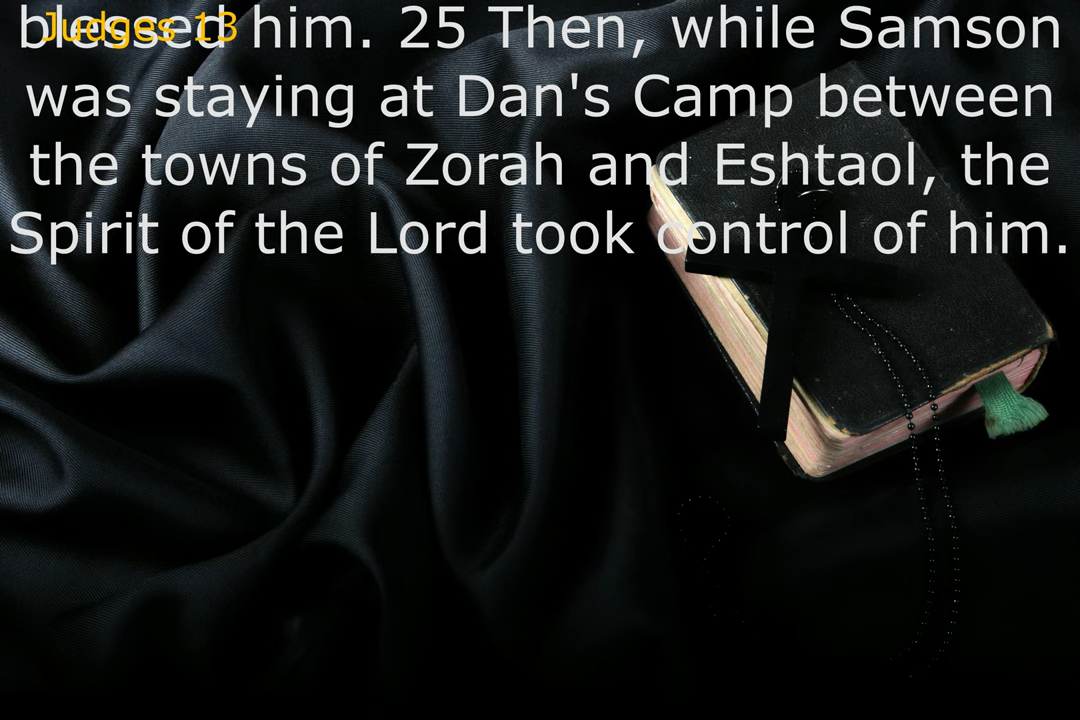 Judges 13
blessed him. 25 Then, while Samson
was staying at Dan's Camp between
the towns of Zorah and Eshtaol, the
Spirit of the Lord took control of him.